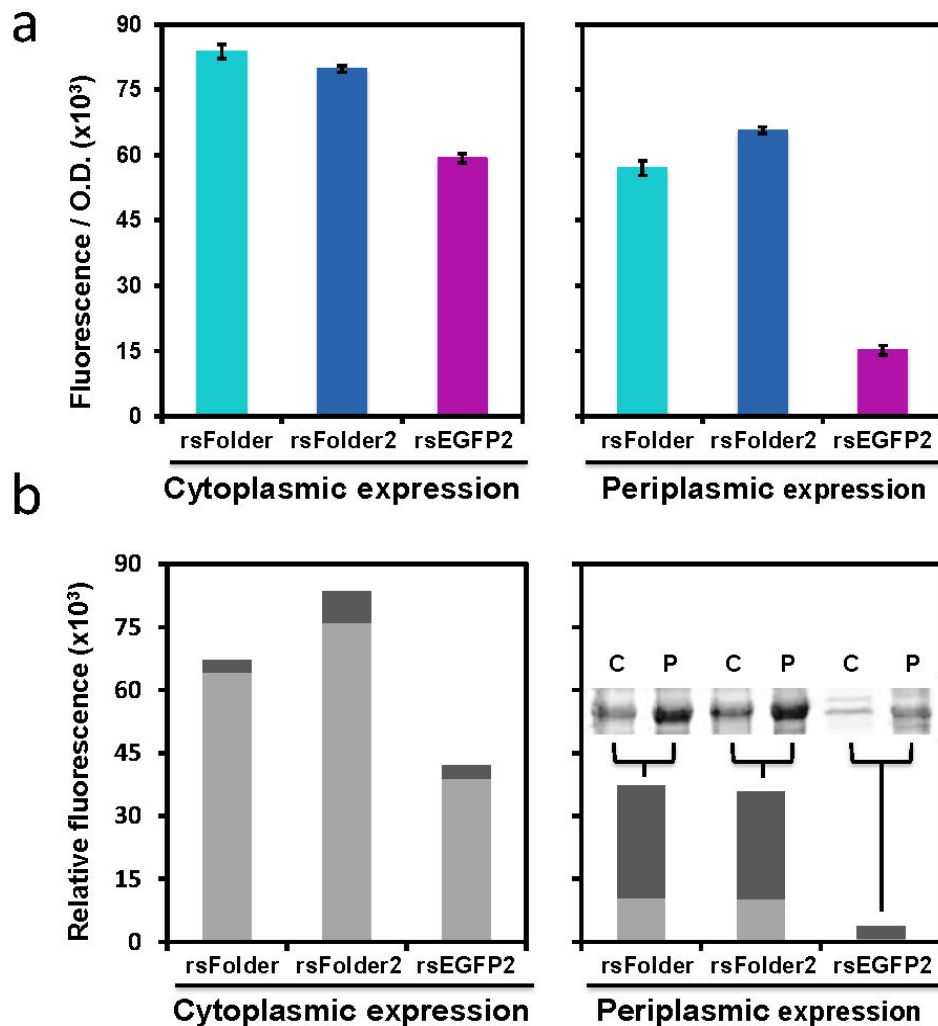 a
Fluorescence / O.D. (x10³)
90
75
60
45
30
15
0
rsFolder rsFolder2 rsEGFP2
Cytoplasmic expression
rsFolder rsFolder2 rsEGFP2
Periplasmic expression
b
Relative fluorescence (x10³)
90
75
60
45
30
15
0
rsFolder rsFolder2 rsEGFP2
Cytoplasmic expression
C P C P C P
rsFolder rsFolder2 rsEGFP2
Periplasmic expression